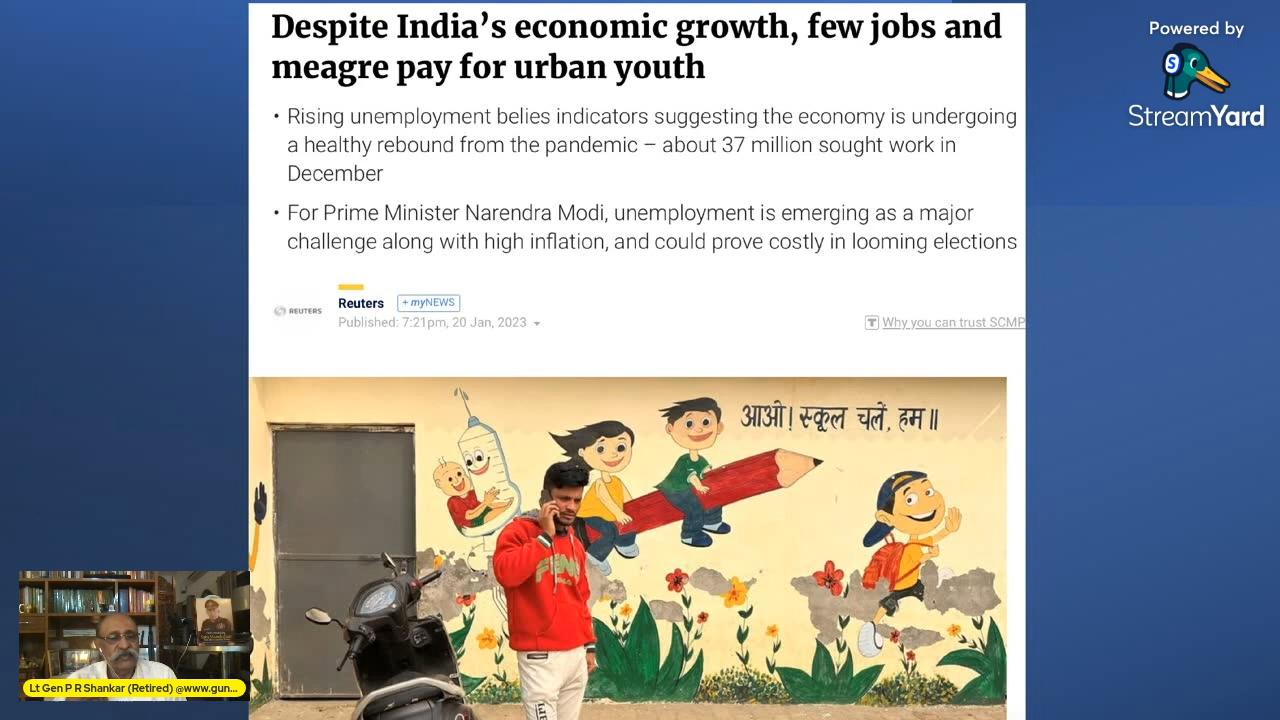 Despite India’s economic growth, few jobs and
meagre pay for urban youth
• Rising unemployment belies indicators suggesting the economy is undergoing
a healthy rebound from the pandemic – about 37 million sought work in
December
• For Prime Minister Narendra Modi, unemployment is emerging as a major
challenge along with high inflation, and could prove costly in looming elections
REUTERS
Reuters
+ myNEWS
Published: 7:21pm, 20 Jan, 2023
Why you can trust SCMP
Powered by
StreamYard
आओ! स्कूल चलें, हम॥
Lt Gen P R Shankar (Retired) @www.gun...